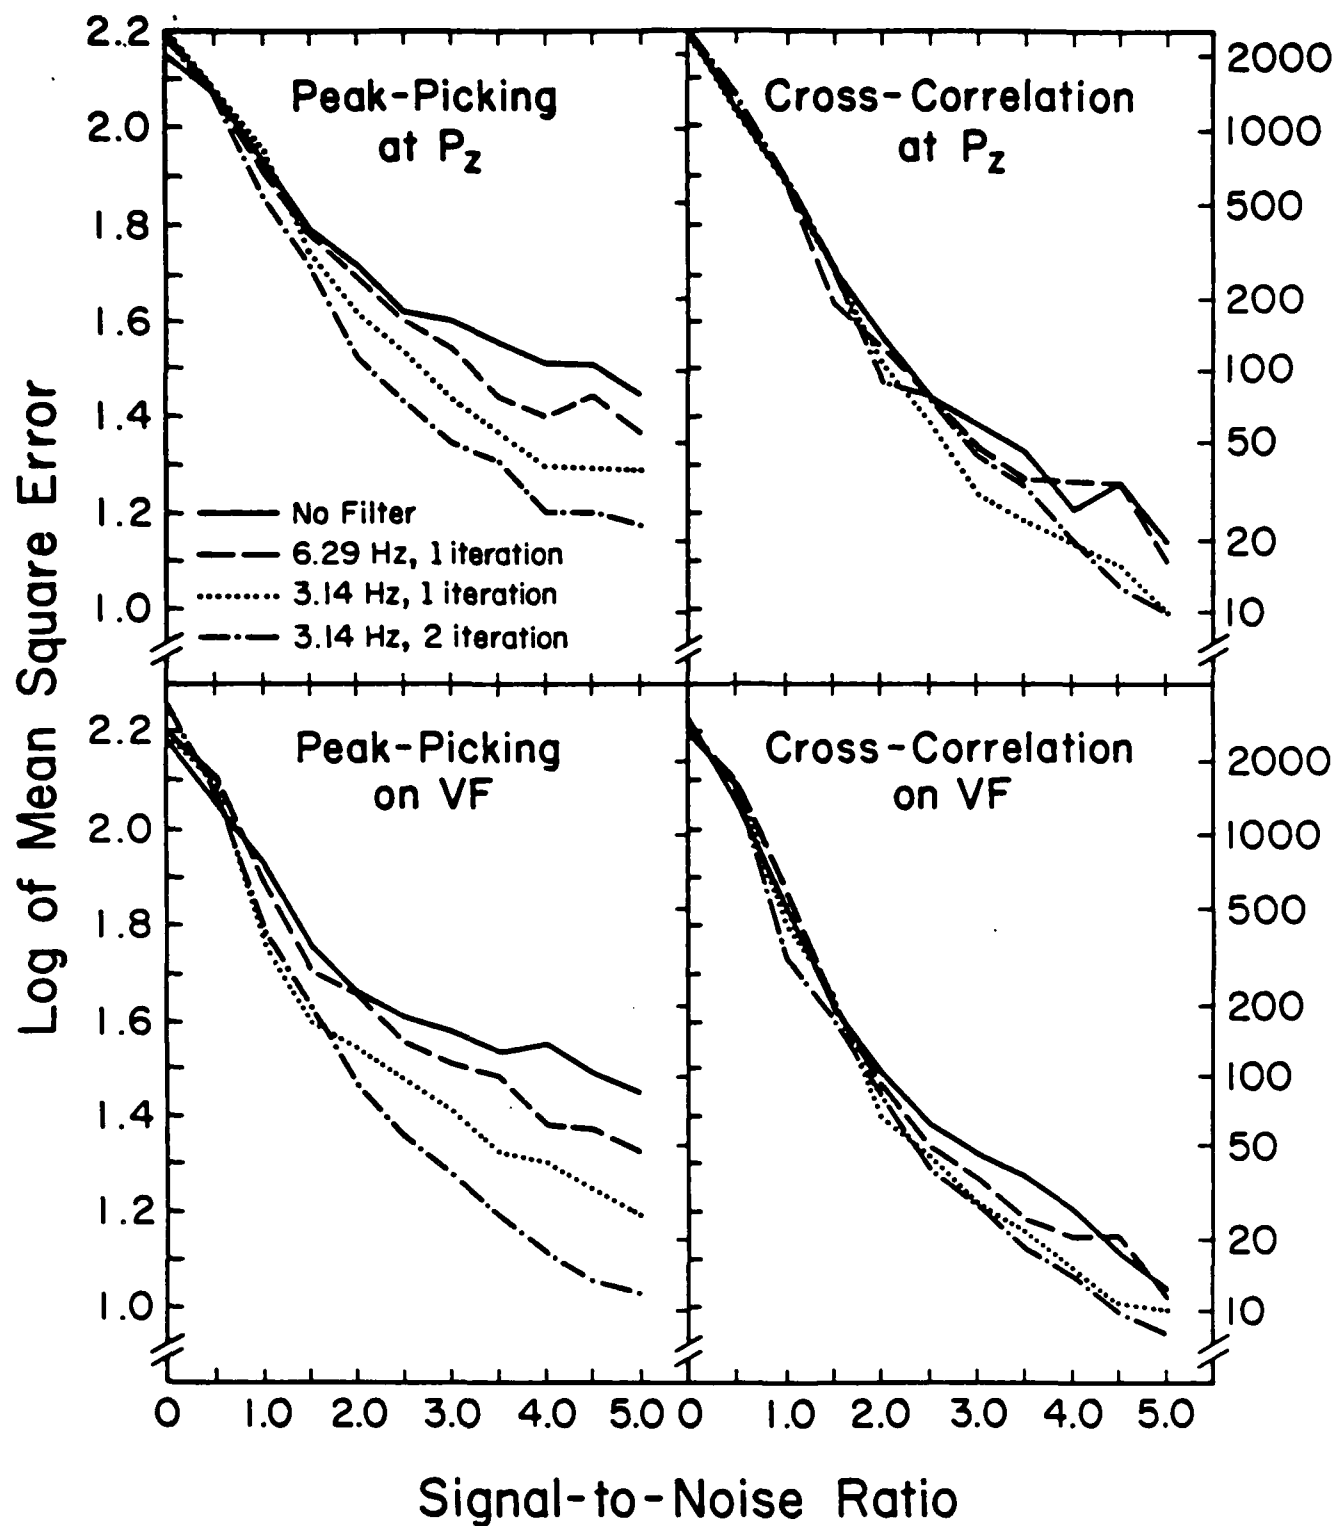 Log of Mean Square Error
2.2
2.0
1.8
1.6
1.4
1.2
1.0
Peak-Picking
at Pz
No Filter
6.29 Hz, 1 iteration
3.14 Hz, 1 iteration
3.14 Hz, 2 iteration
Cross-Correlation
at Pz
2000
1000
500
200
100
50
20
10
2.2
2.0
1.8
1.6
1.4
1.2
1.0
Peak-Picking
on VF
Cross-Correlation
on VF
2000
1000
500
200
100
50
20
10
0 1.0 2.0 3.0 4.0 5.0 0 1.0 2.0 3.0 4.0 5.0
Signal-to-Noise Ratio